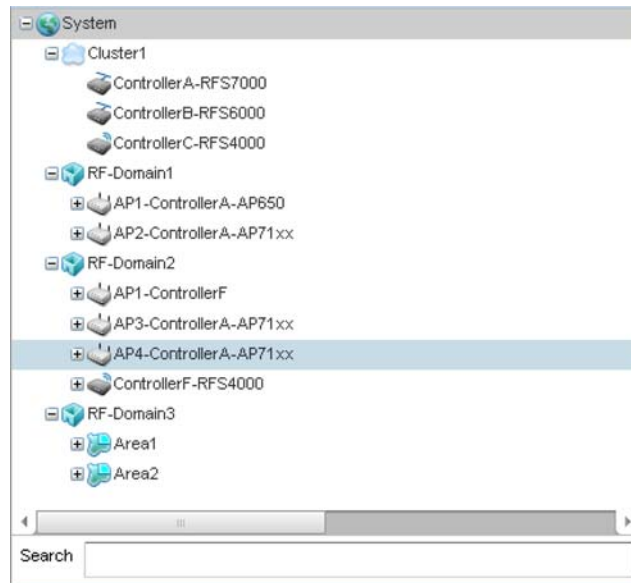 System
Cluster1
ControllerA-RFS7000
ControllerB-RFS6000
ControllerC-RFS4000
RF-Domain1
AP1-ControllerA-AP650
AP2-ControllerA-AP71xx
RF-Domain2
AP1-ControllerF
AP3-ControllerA-AP71xx
AP4-ControllerA-AP71xx
ControllerF-RFS4000
RF-Domain3
Area1
Area2
Search